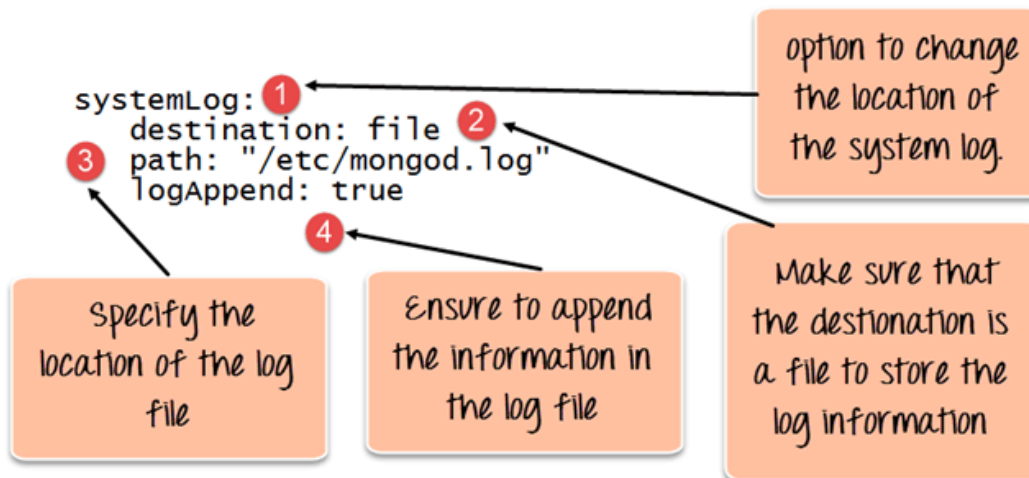 systemLog: 1
destination: file 2
3 path: "/etc/mongod.log"
logAppend: true
4
option to change
the location of
the system log.
Make sure that
the destionation is
a file to store the
log information
Specify the
location of the log
file
Ensure to append
the information in
the log file